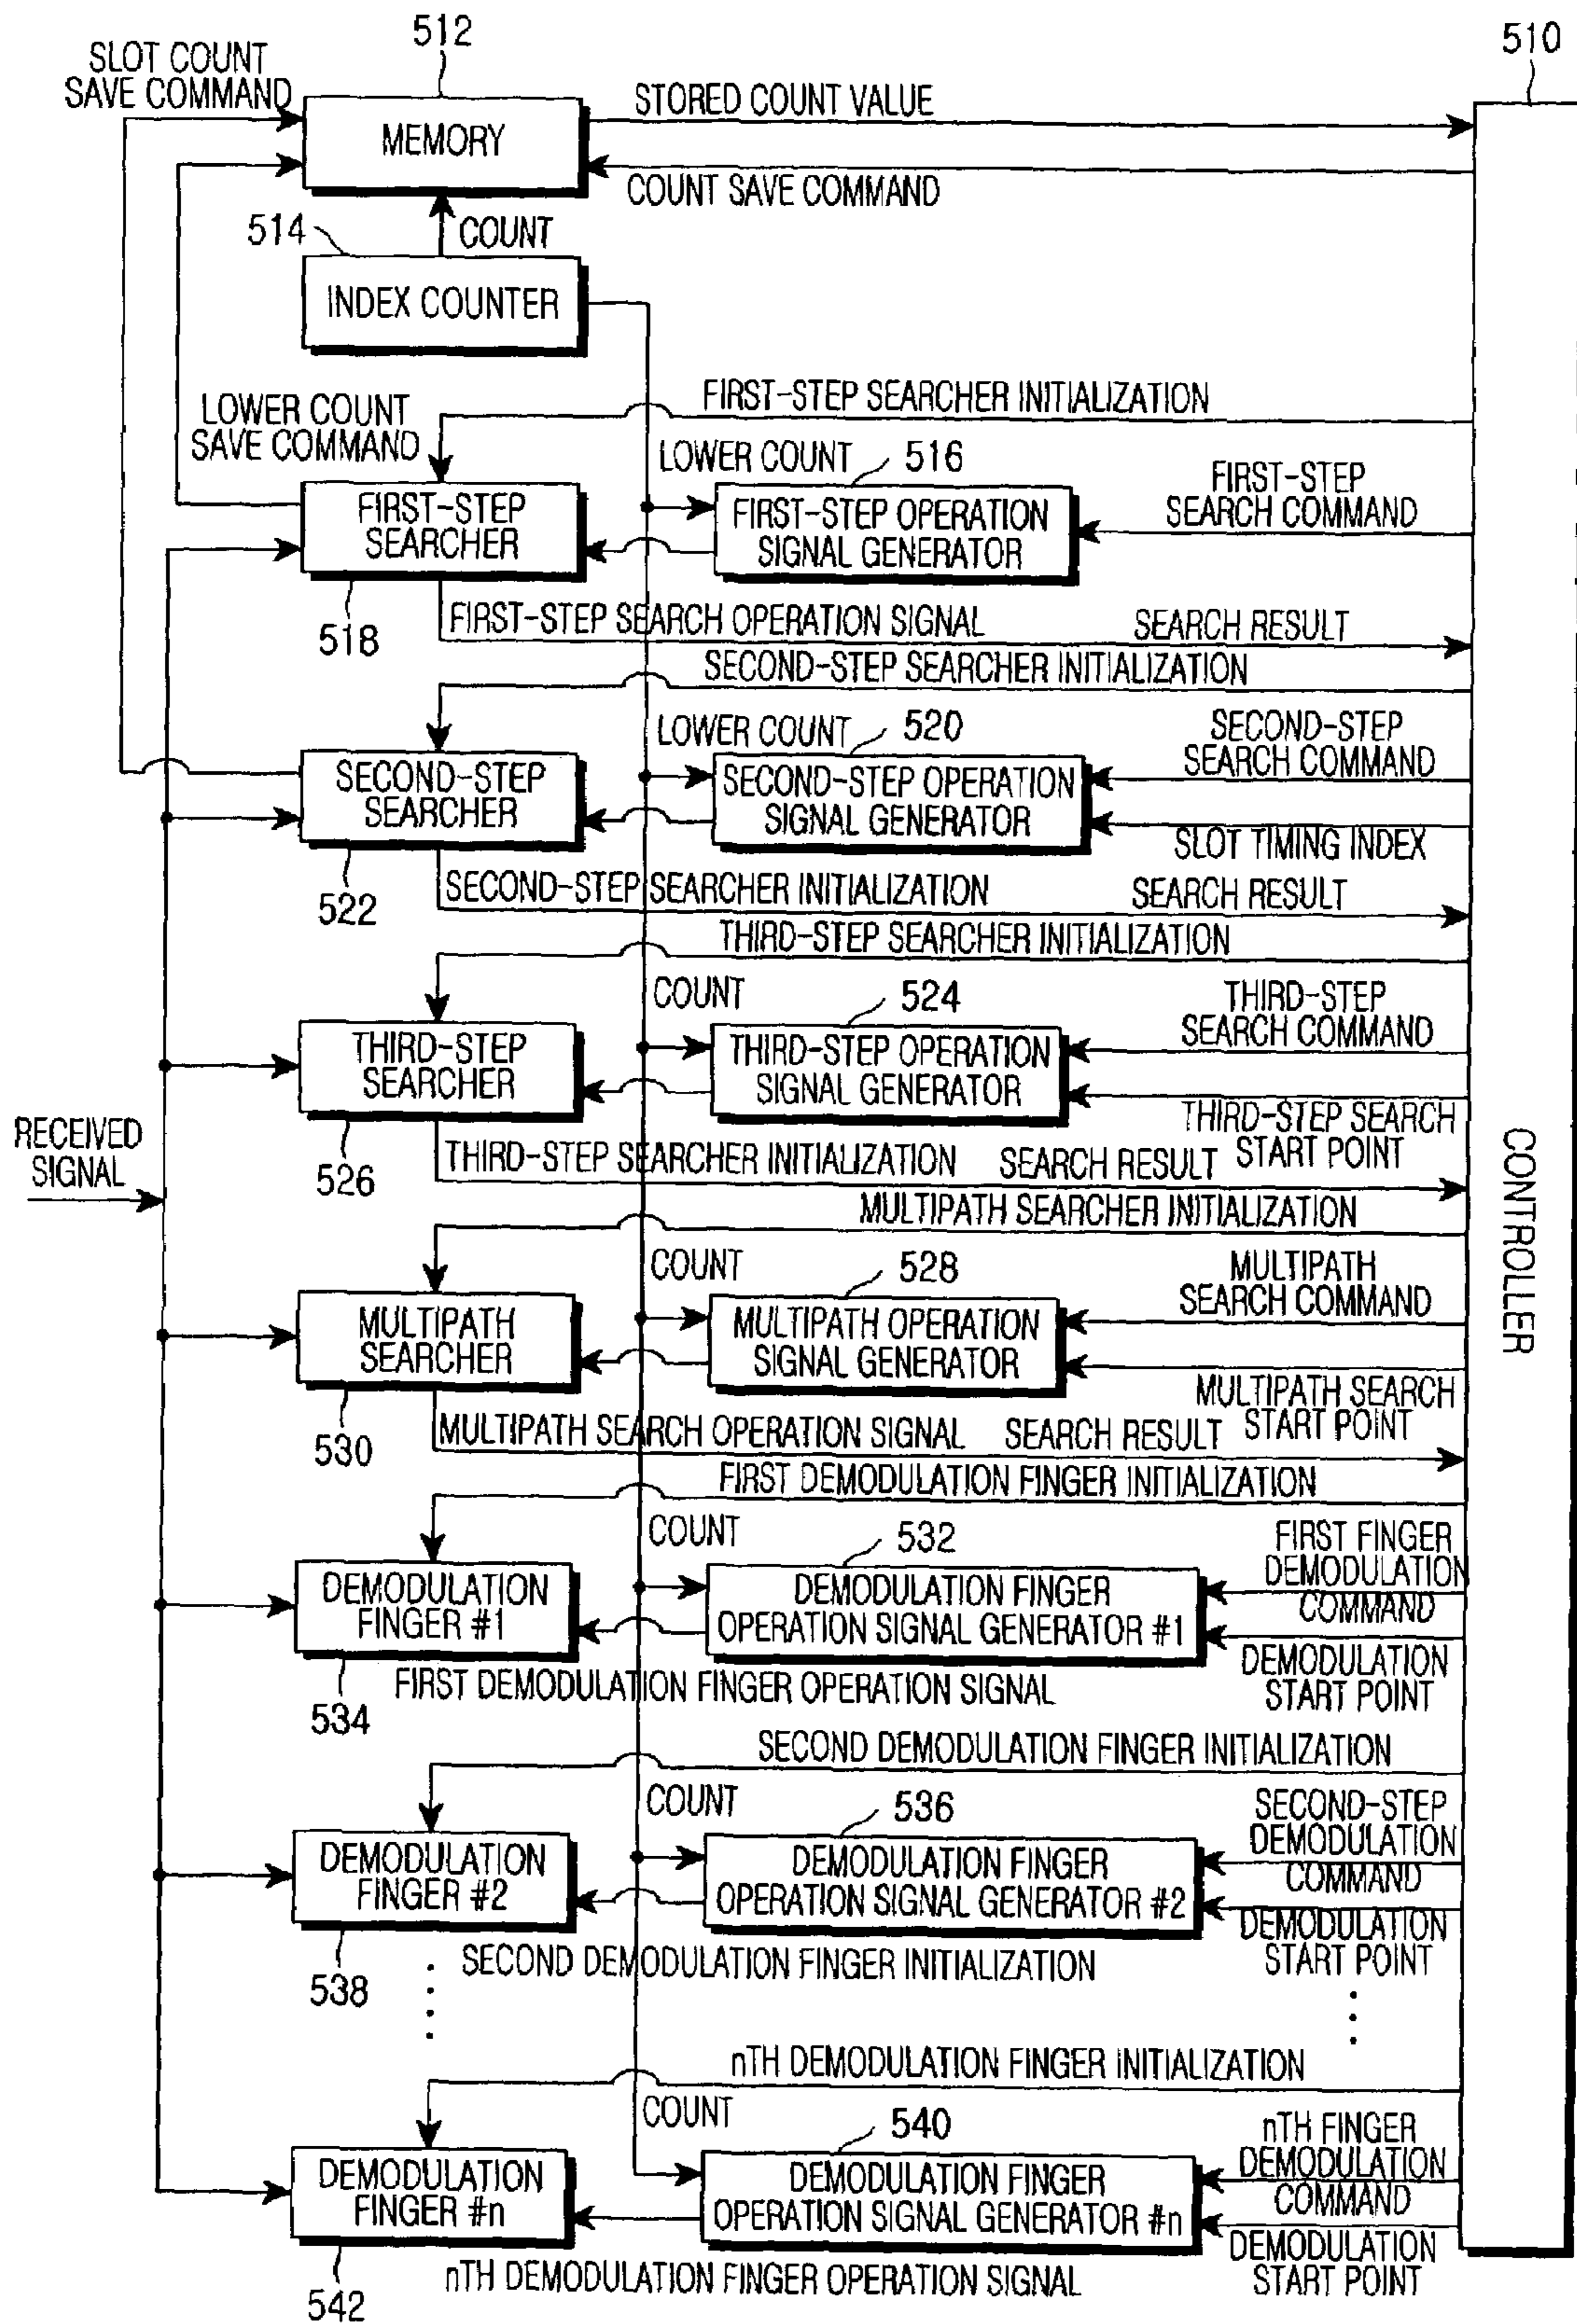 512
510
SLOT COUNT
SAVE COMMAND
MEMORY
STORED COUNT VALUE
COUNT SAVE COMMAND
514
COUNT
INDEX COUNTER
FIRST-STEP SEARCHER INITIALIZATION
LOWER COUNT
SAVE COMMAND
LOWER COUNT
516
FIRST-STEP
SEARCH COMMAND
FIRST-STEP
SEARCHER
FIRST-STEP OPERATION
SIGNAL GENERATOR
518
FIRST-STEP SEARCH OPERATION SIGNAL
SEARCH RESULT
SECOND-STEP SEARCHER INITIALIZATION
LOWER COUNT
520
SECOND-STEP
SEARCH COMMAND
SECOND-STEP
SEARCHER
SECOND-STEP OPERATION
SIGNAL GENERATOR
SLOT TIMING INDEX
522
SECOND-STEP SEARCHER INITIALIZATION
SEARCH RESULT
THIRD-STEP SEARCHER INITIALIZATION
COUNT
524
THIRD-STEP
SEARCH COMMAND
THIRD-STEP
SEARCHER
THIRD-STEP OPERATION
SIGNAL GENERATOR
THIRD-STEP SEARCH
START POINT
RECEIVED
SIGNAL
526
THIRD-STEP SEARCHER INITIALIZATION
SEARCH RESULT
CONTROLLER
MULTIPATH SEARCHER INITIALIZATION
COUNT
528
MULTIPATH
SEARCH COMMAND
MULTIPATH
SEARCHER
MULTIPATH OPERATION
SIGNAL GENERATOR
MULTIPATH SEARCH
START POINT
530
MULTIPATH SEARCH OPERATION SIGNAL
SEARCH RESULT
FIRST DEMODULATION FINGER INITIALIZATION
COUNT
532
FIRST FINGER
DEMODULATION
COMMAND
DEMODULATION
FINGER #1
DEMODULATION FINGER
OPERATION SIGNAL GENERATOR #1
DEMODULATION
START POINT
534
FIRST DEMODULATION FINGER OPERATION SIGNAL
SECOND DEMODULATION FINGER INITIALIZATION
COUNT
536
SECOND-STEP
DEMODULATION
COMMAND
DEMODULATION
FINGER #2
DEMODULATION FINGER
OPERATION SIGNAL GENERATOR #2
DEMODULATION
START POINT
538
SECOND DEMODULATION FINGER INITIALIZATION
nTH DEMODULATION FINGER INITIALIZATION
COUNT
540
nTH FINGER
DEMODULATION
COMMAND
DEMODULATION
FINGER #n
DEMODULATION FINGER
OPERATION SIGNAL GENERATOR #n
DEMODULATION
START POINT
542
nTH DEMODULATION FINGER OPERATION SIGNAL